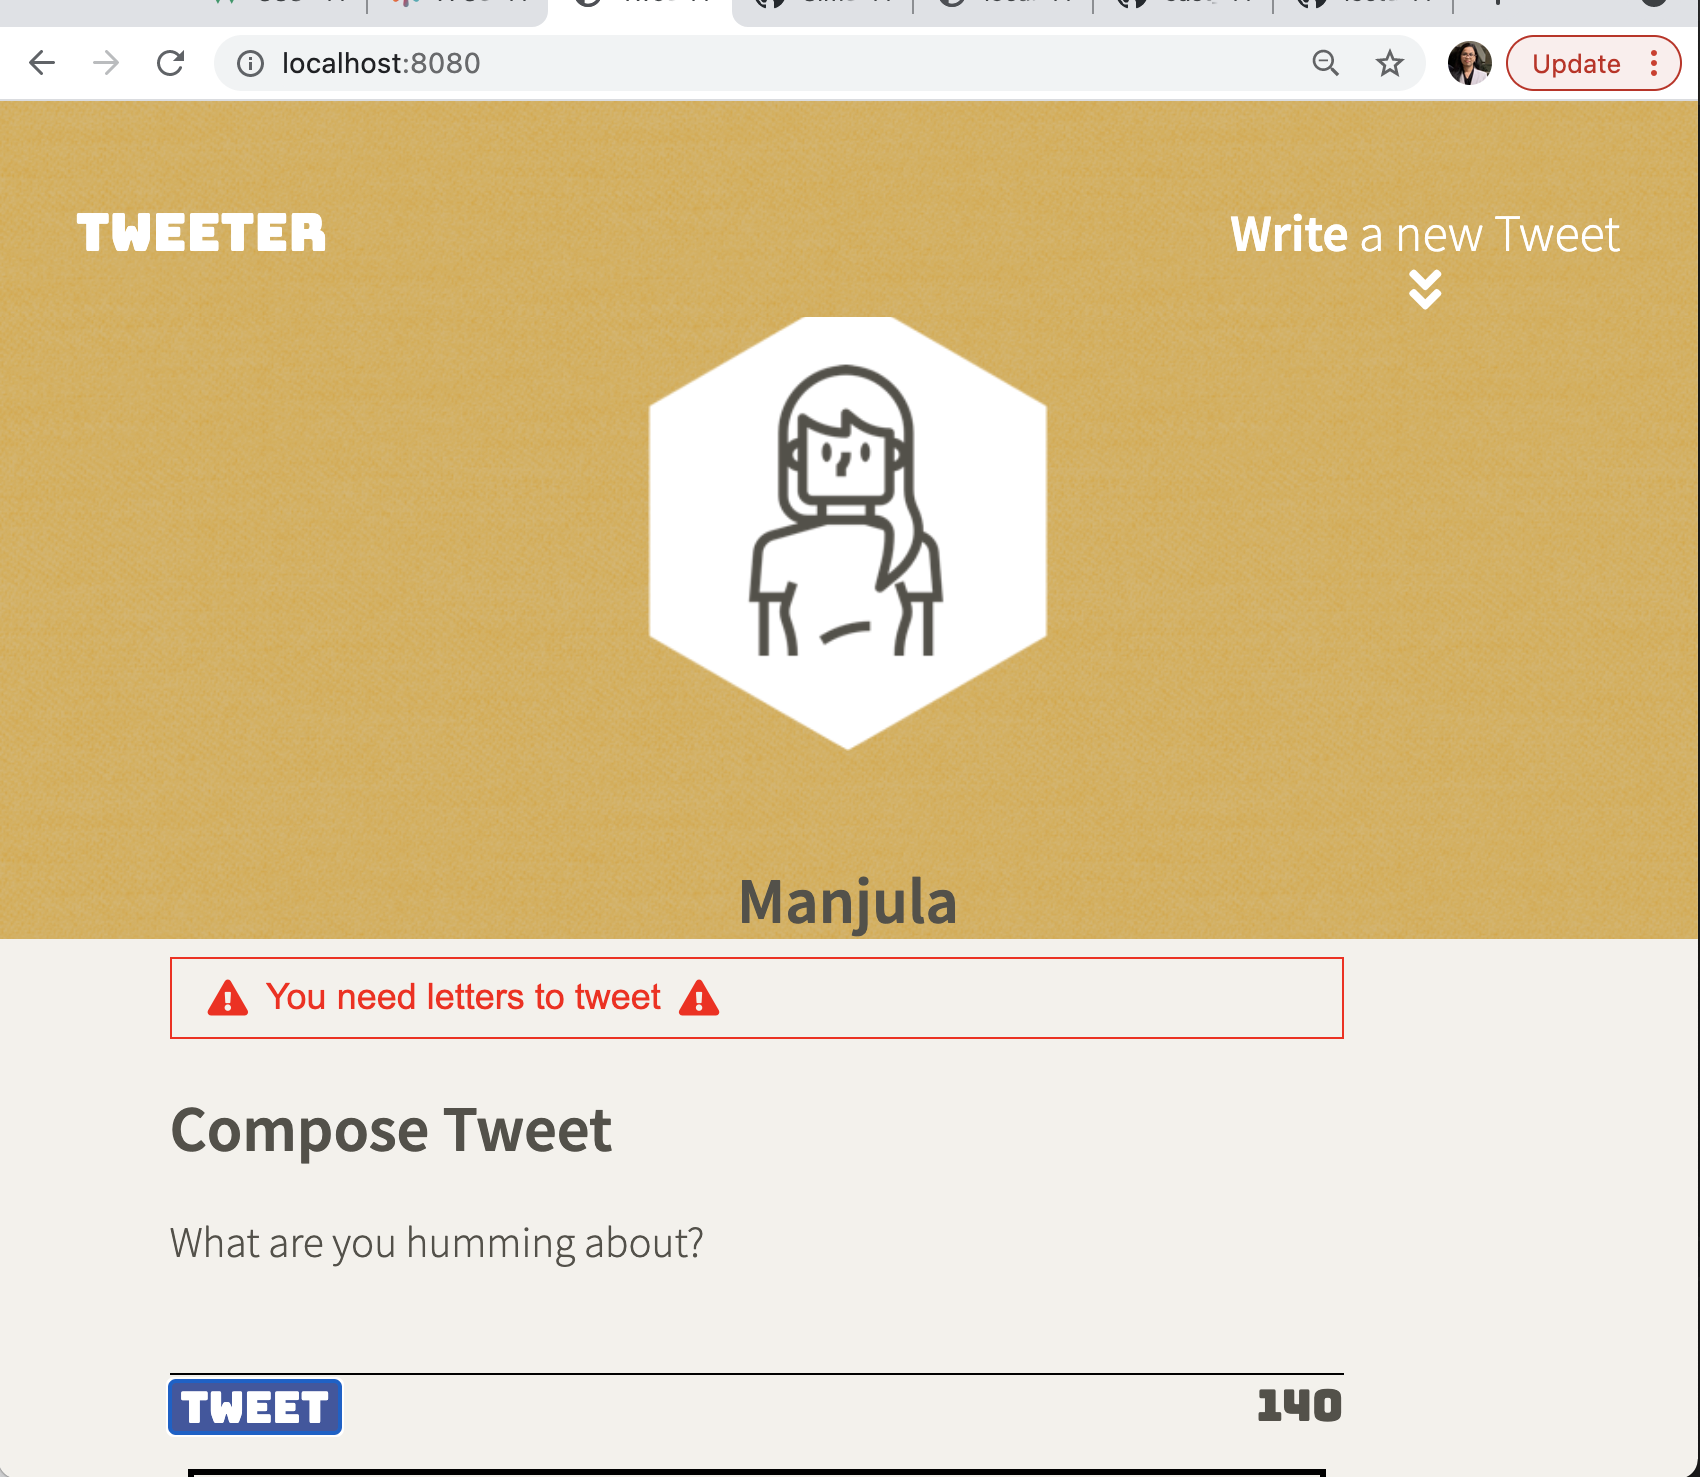 localhost:8080
Update
TWEETER
Write a new Tweet
Manjula
You need letters to tweet
Compose Tweet
What are you humming about?
TWEET
140